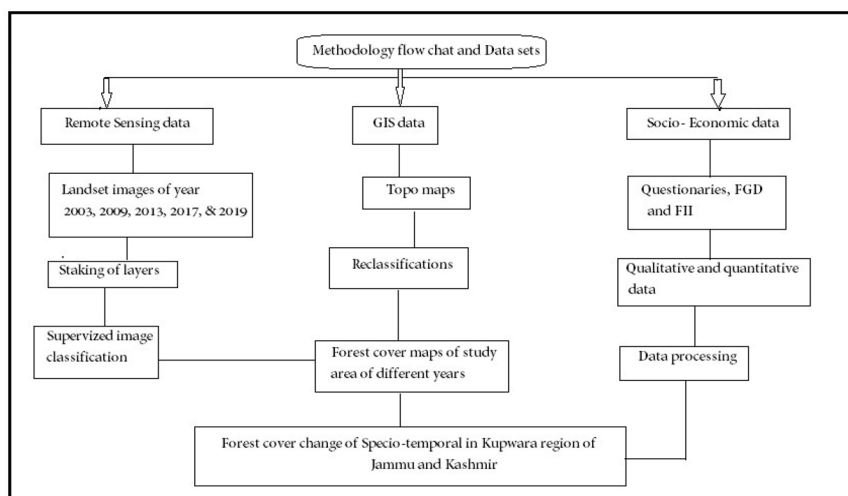 Methodology flow chat and Data sets
Remote Sensing data
GIS data
Socio- Economic data
Landset images of year
2003, 2009, 2013, 2017, & 2019
Topo maps
Questionaries, FGD
and FII
Staking of layers
Reclassifications
Qualitative and quantitative
data
Supervized image
classification
Forest cover maps of study
area of different years
Data processing
Forest cover change of Specio-temporal in Kupwara region of
Jammu and Kashmir